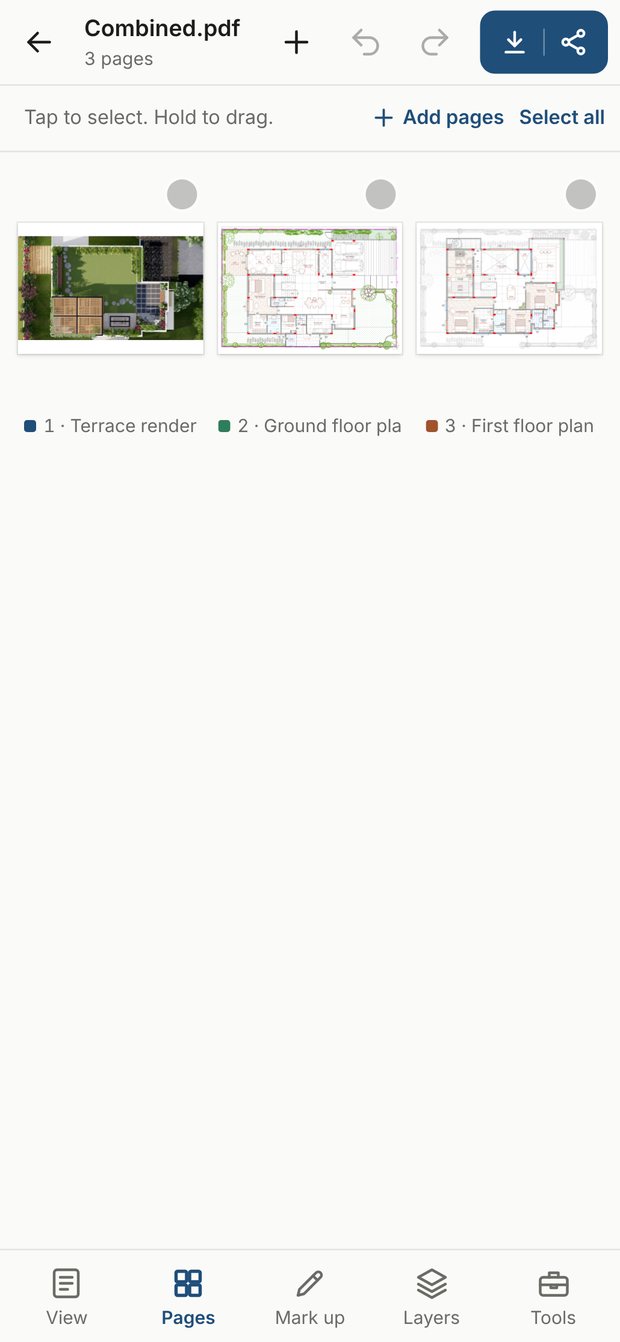 Combined.pdf
3 pages
Tap to select. Hold to drag.
Add pages
Select all
1 · Terrace render
2 · Ground floor pla
3 · First floor plan
View
Pages
Mark up
Layers
Tools